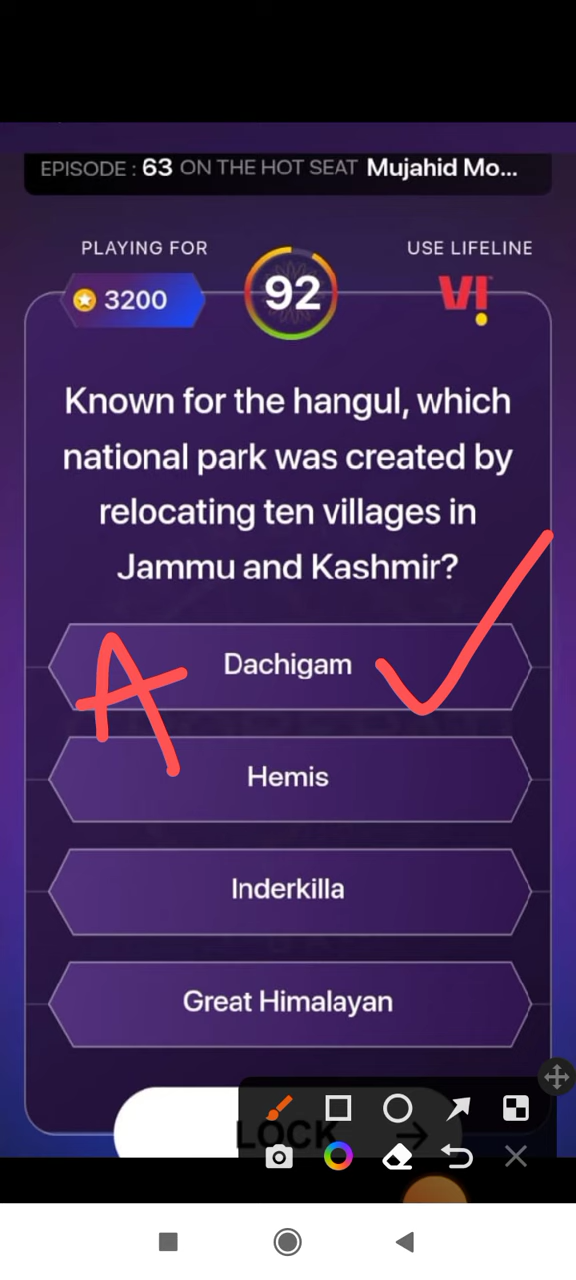 EPISODE : 63 ON THE HOT SEAT Mujahid Mo...
PLAYING FOR
USE LIFELINE
3200
92
VI
Known for the hangul, which
national park was created by
relocating ten villages in
Jammu and Kashmir?
A
Dachigam
Hemis
Inderkilla
Great Himalayan
LOCK